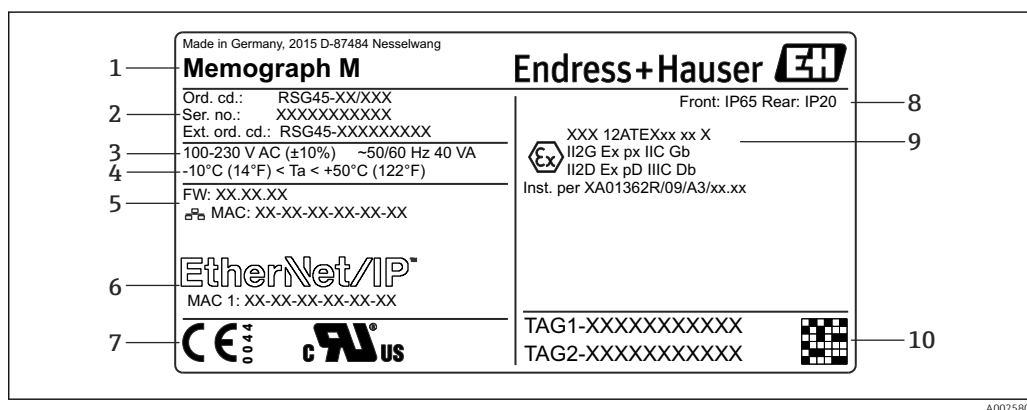 Made in Germany, 2015 D-87484 Nesselwang
1
Memograph M
Endress+Hauser EH
2
Ord. cd.: RSG45-XX/XXX
Ser. no.: XXXXXXXXXXX
Ext. ord. cd.: RSG45-XXXXXXXXX
3
100-230 V AC (±10%) ~50/60 Hz 40 VA
4
-10°C (14°F) < Ta < +50°C (122°F)
5
FW: XX.XX.XX
MAC: XX-XX-XX-XX-XX-XX
6
EtherNet/IP™
MAC 1: XX-XX-XX-XX-XX-XX
7
CE 0044
c RU® US
Front: IP65 Rear: IP20
8
9
Ex
XXX 12ATEXxx xx X
II2G Ex px IIC Gb
II2D Ex pD IIIC Db
Inst. per XA01362R/09/A3/xx.xx
TAG1-XXXXXXXXXXX
TAG2-XXXXXXXXXXX
10